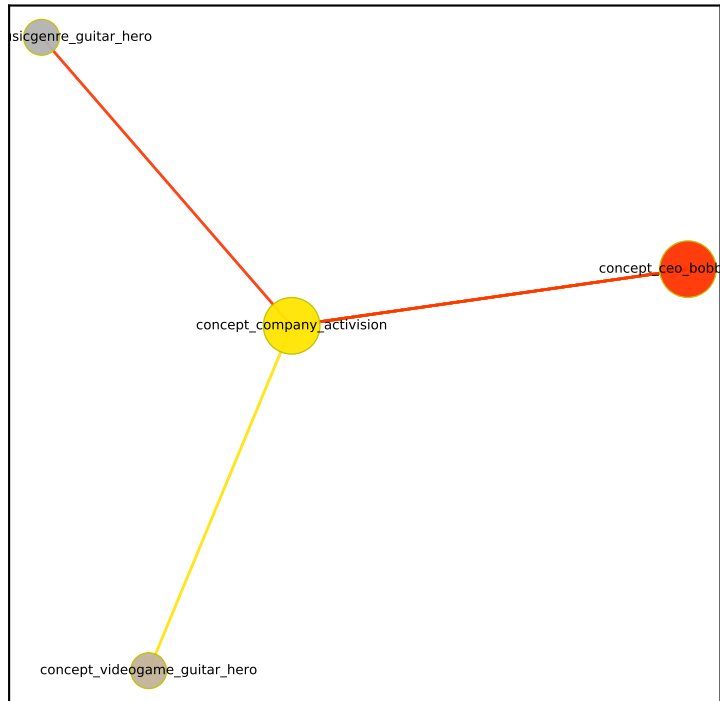 usicgenre_guitar_hero
concept_ceo_bobb
concept_company_activision
concept_videogame_guitar_hero